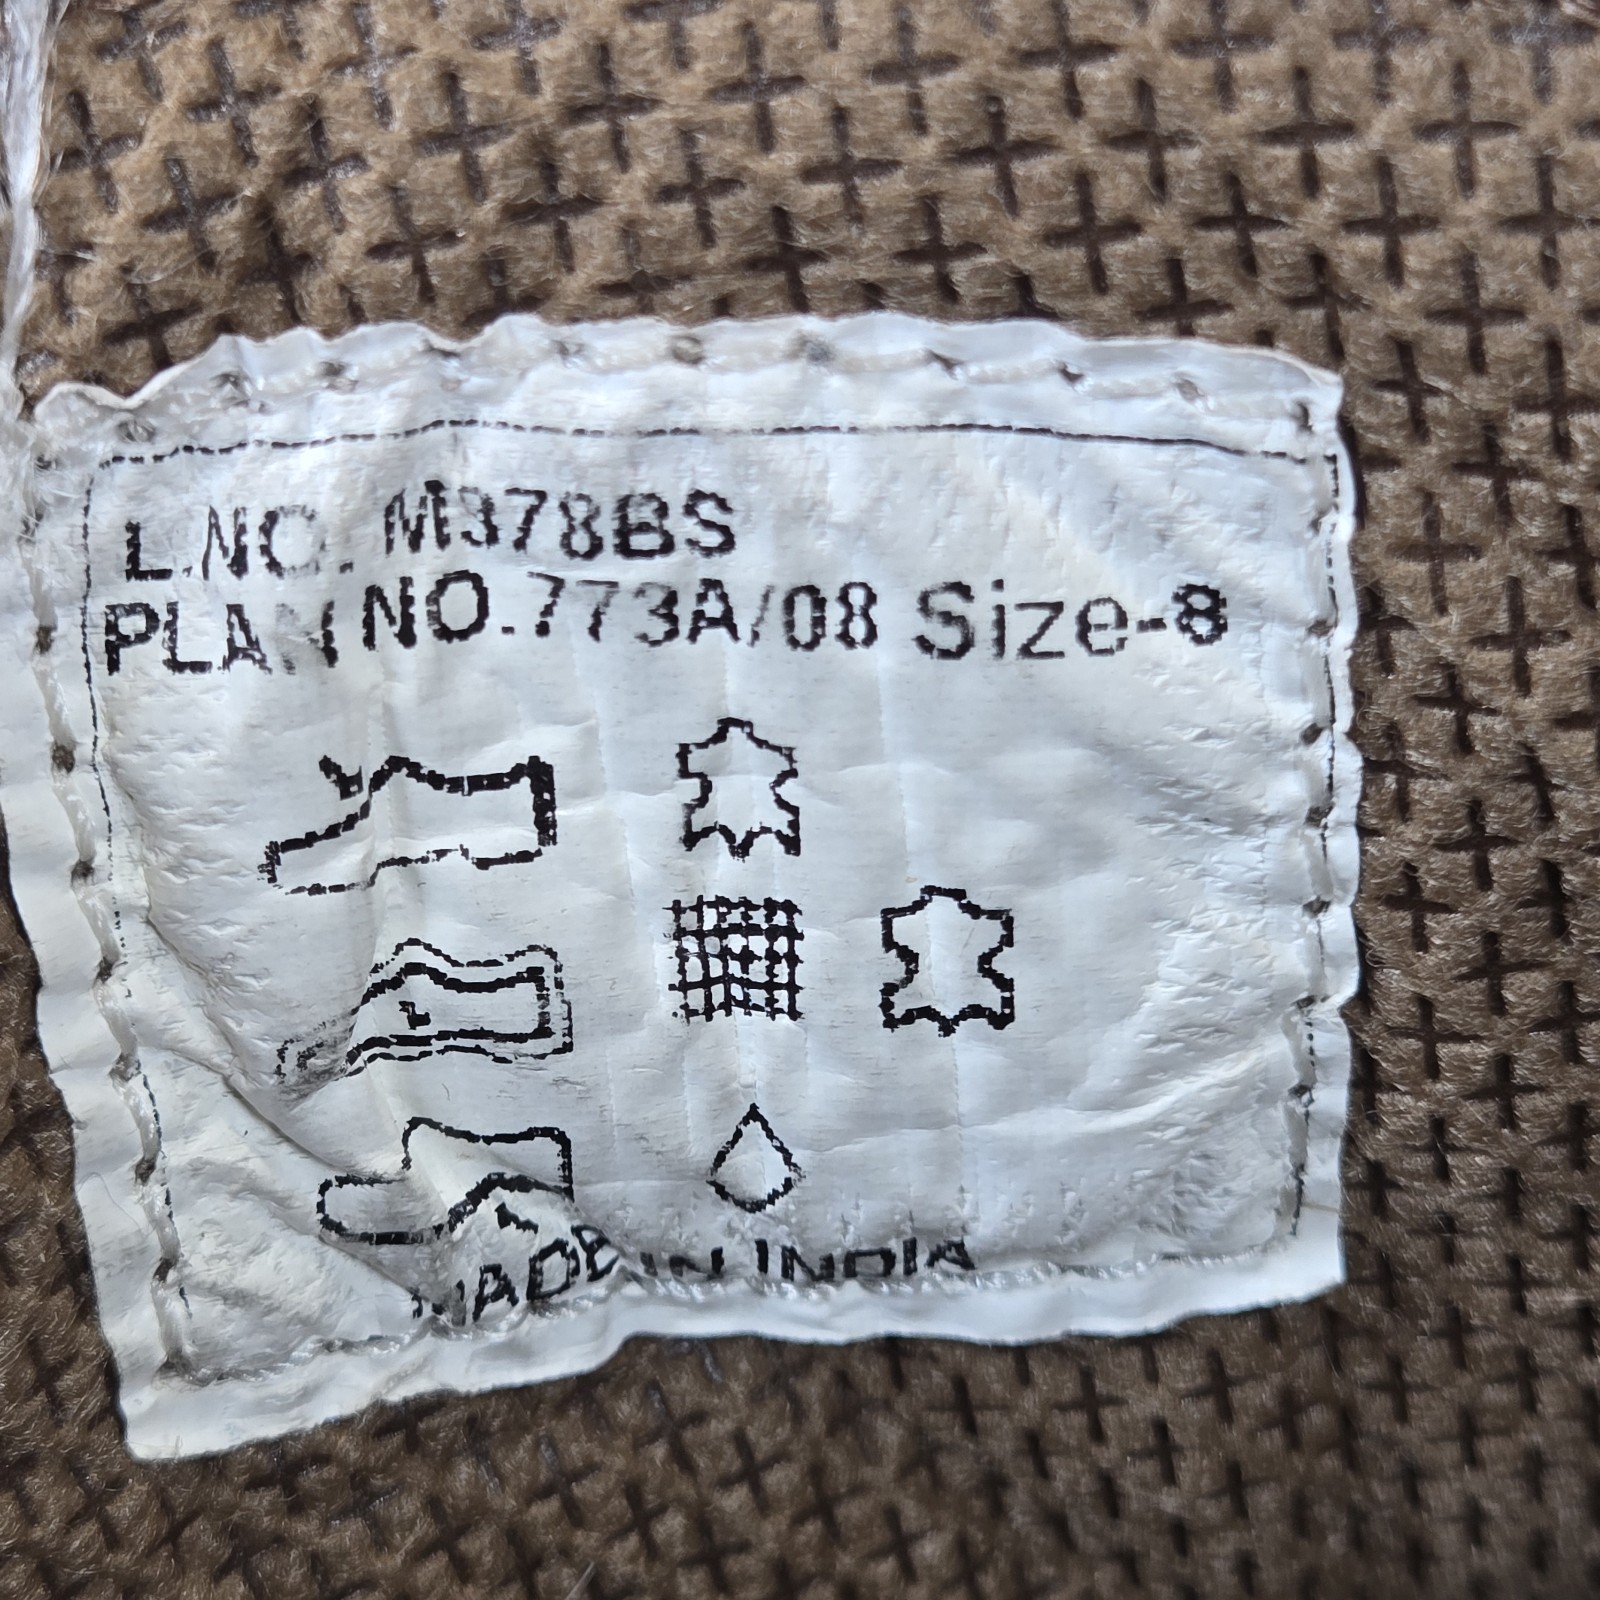 L.NO. M378BS
PLAN NO.773A/08 Size-8
MADE IN INDIA